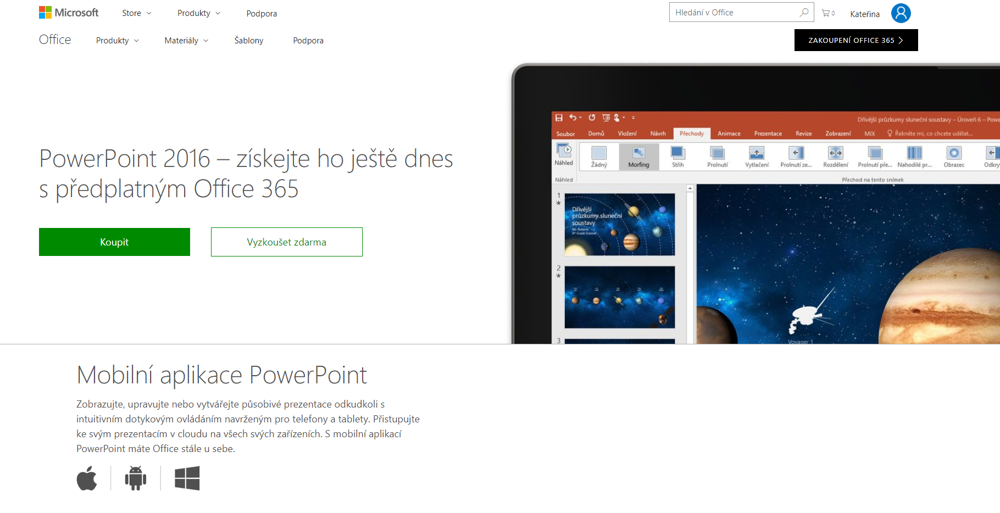 Microsoft
Store
Produkty
Podpora
Hledání v Office
0
Kateřina
Office
Produkty
Materiály
Šablony
Podpora
ZAKOUPENÍ OFFICE 365
PowerPoint 2016 – získejte ho ještě dnes
s předplatným Office 365
Koupit
Vyzkoušet zdarma
Dřívější průzkumy sluneční soustavy – Úroveň 6 – Powe
Soubor
Domů
Vložení
Návrh
Přechody
Animace
Prezentace
Revize
Zobrazení
MIX
Řekněte mi, co chcete udělat...
Náhled
Žádný
Morfing
Střih
Prolnutí
Vytlačení
Prolnutí ze...
Rozdělení
Prolnutí pře...
Nahodilé pr...
Obrazec
Odkry
Náhled
Přechod na tento snímek
1
Dřívější
průzkumy sluneční
soustavy
Ms. Roberts
6th Grade Science
2
3
Voyager 1
Mobilní aplikace PowerPoint
Zobrazujte, upravujte nebo vytvářejte působivé prezentace odkudkoli s
intuitivním dotykovým ovládáním navrženým pro telefony a tablety. Přistupujte
ke svým prezentacím v cloudu na všech svých zařízeních. S mobilní aplikací
PowerPoint máte Office stále u sebe.